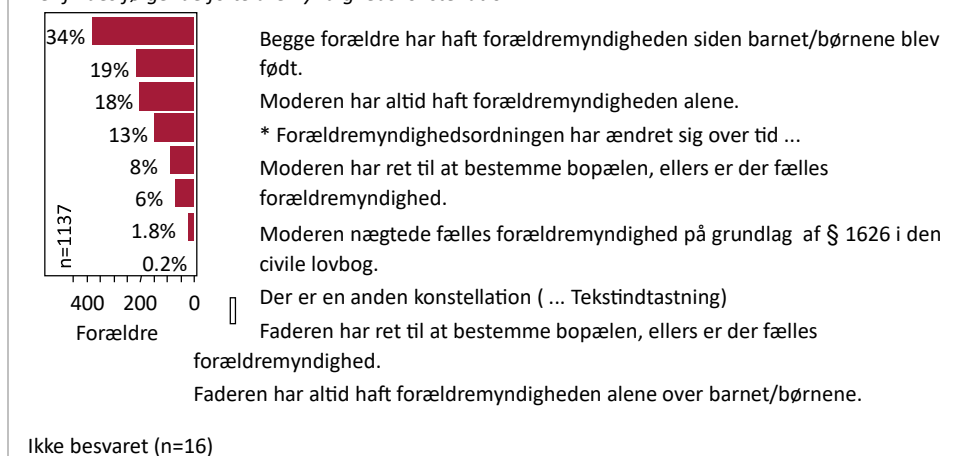 34%
19%
18%
13%
8%
6%
1.8%
0.2%
n=1137
400 200 0
Forældre
Begge forældre har haft forældremyndigheden siden barnet/børnene blev
født.
Moderen har altid haft forældremyndigheden alene.
* Forældremyndighedsordningen har ændret sig over tid ...
Moderen har ret til at bestemme bopælen, ellers er der fælles
forældremyndighed.
Moderen nægtede fælles forældremyndighed på grundlag af § 1626 i den
civile lovbog.
Der er en anden konstellation ( ... Tekstindtastning)
Faderen har ret til at bestemme bopælen, ellers er der fælles
forældremyndighed.
Faderen har altid haft forældremyndigheden alene over barnet/børnene.
Ikke besvaret (n=16)